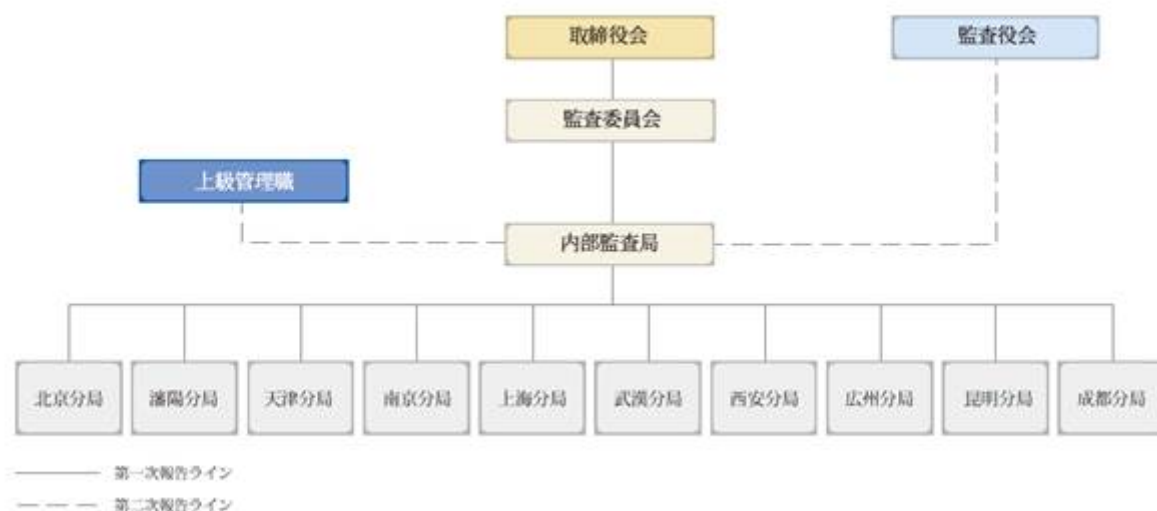 取締役会
監査役会
監査委員会
上級管理職
内部監査局
北京分局
瀋陽分局
天津分局
南京分局
上海分局
武漢分局
西安分局
広州分局
昆明分局
成都分局
第一次報告ライン
第二次報告ライン